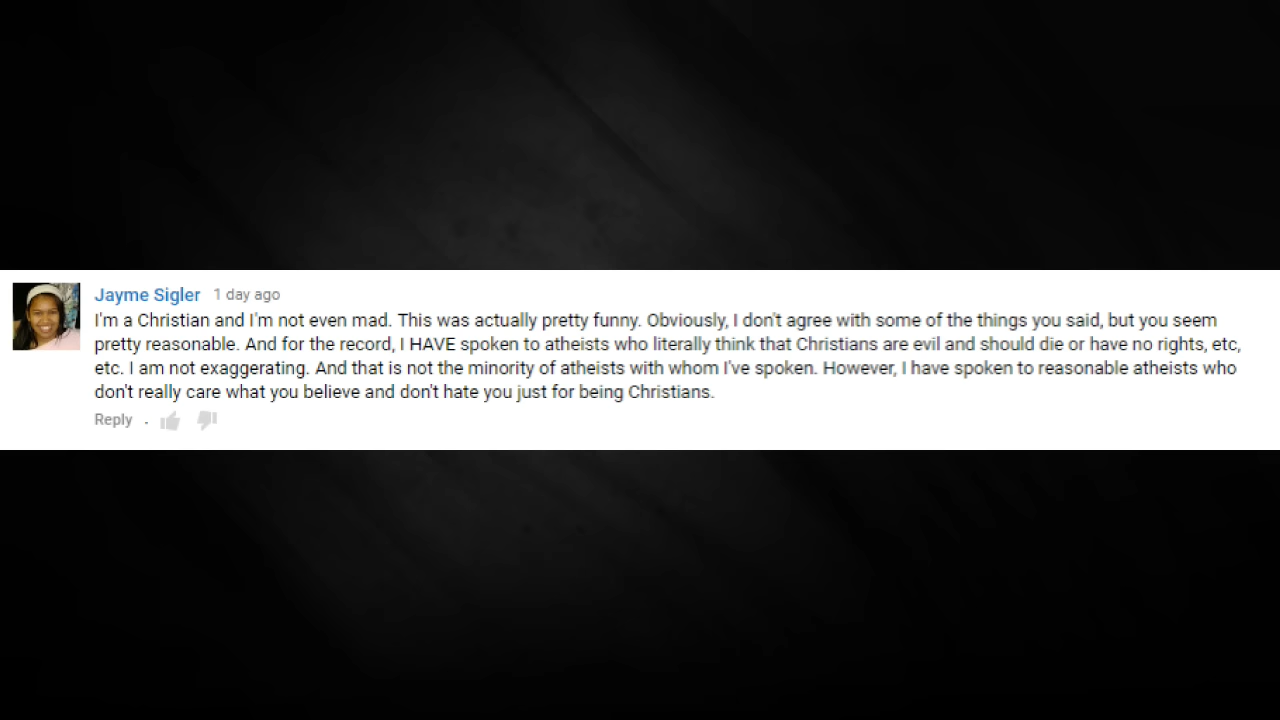 Jayme Sigler 1 day ago
I'm a Christian and I'm not even mad. This was actually pretty funny. Obviously, I don't agree with some of the things you said, but you seem
pretty reasonable. And for the record, I HAVE spoken to atheists who literally think that Christians are evil and should die or have no rights, etc,
etc. I am not exaggerating. And that is not the minority of atheists with whom I've spoken. However, I have spoken to reasonable atheists who
don't really care what you believe and don't hate you just for being Christians.
Reply .